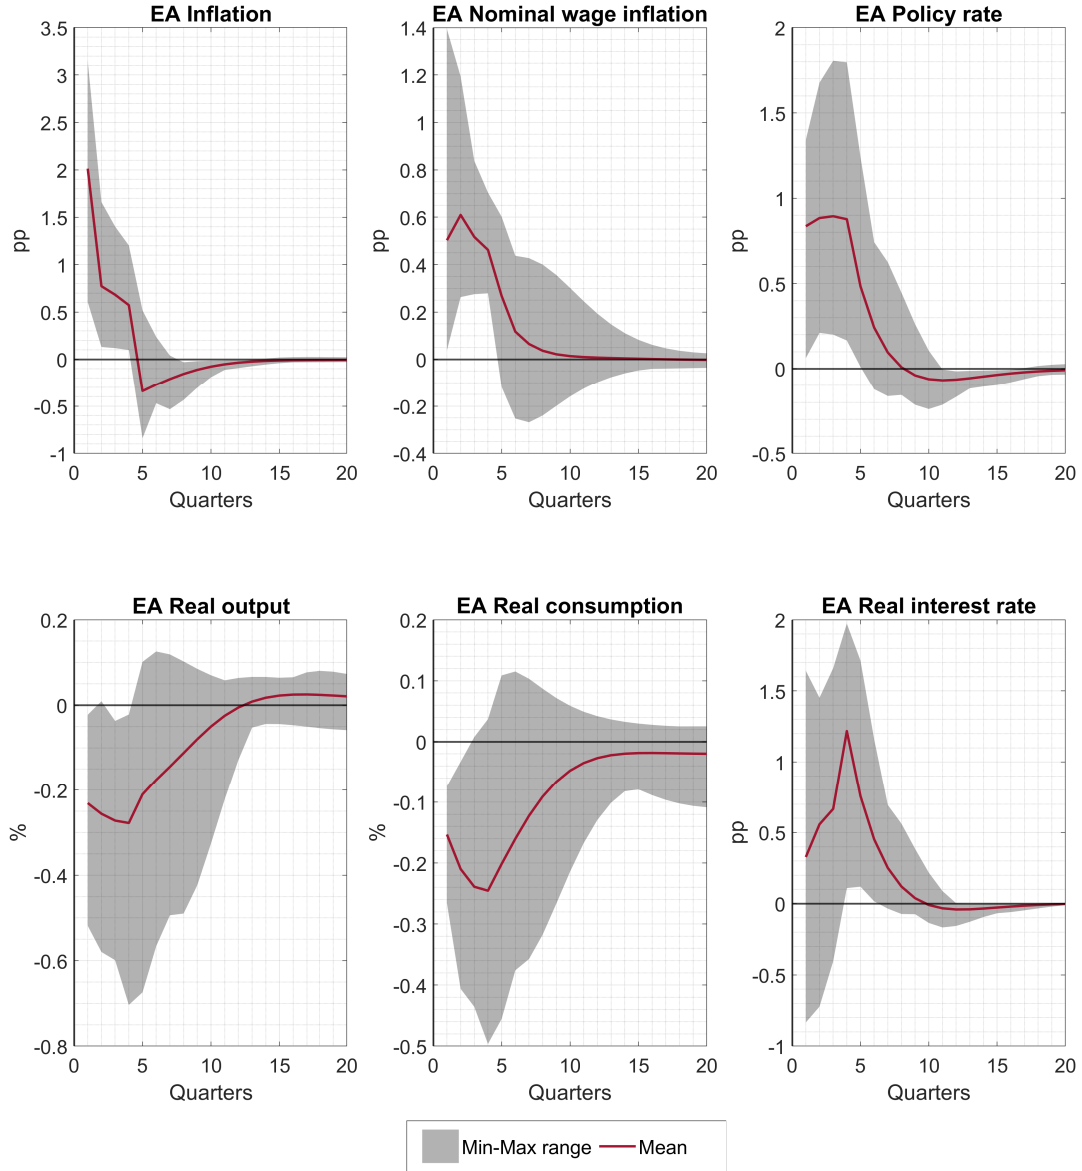 EA Inflation
3.5
3
2.5
2
1.5
1
0.5
0
-0.5
-1
pp
0 5 10 15 20
Quarters
EA Nominal wage inflation
1.4
1.2
1
0.8
0.6
0.4
0.2
0
-0.2
-0.4
pp
0 5 10 15 20
Quarters
EA Policy rate
2
1.5
1
0.5
0
-0.5
pp
0 5 10 15 20
Quarters
EA Real output
0.2
0
-0.2
-0.4
-0.6
-0.8
%
0 5 10 15 20
Quarters
EA Real consumption
0.2
0.1
0
-0.1
-0.2
-0.3
-0.4
-0.5
%
0 5 10 15 20
Quarters
EA Real interest rate
2
1.5
1
0.5
0
-0.5
-1
pp
0 5 10 15 20
Quarters
Min-Max range Mean